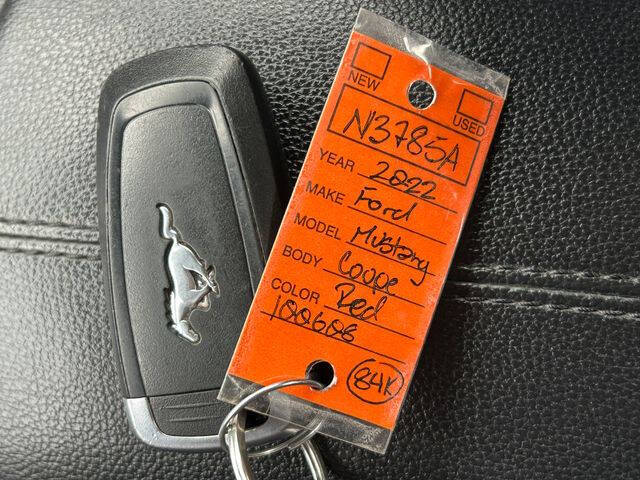 NEW
USED
N3785A
YEAR 2022
MAKE Ford
MODEL Mustang
BODY Coupe
COLOR Red
100608
84K